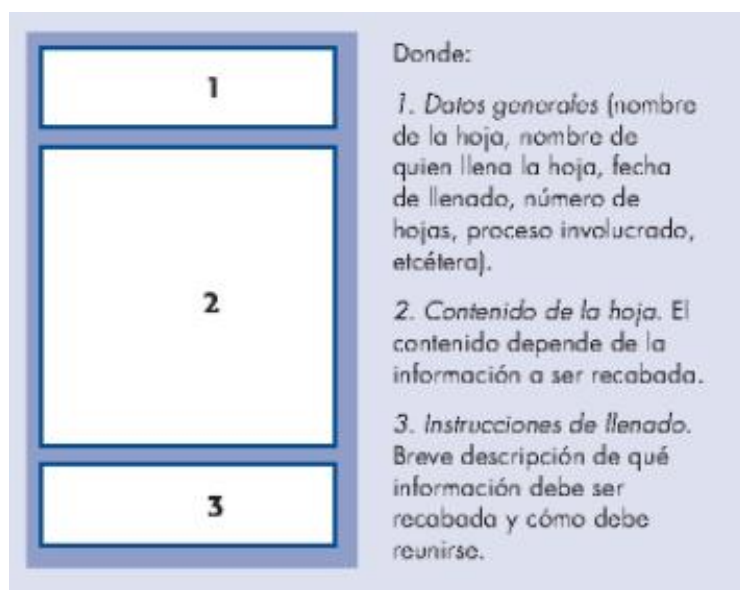 1
2
3
Donde:
1. Datos generales (nombre
de la hoja, nombre de
quien llena la hoja, fecha
de llenado, número de
hojas, proceso involucrado,
etcétera).
2. Contenido de la hoja. El
contenido depende de la
información a ser recabada.
3. Instrucciones de llenado.
Breve descripción de qué
información debe ser
recabada y cómo debe
reunirse.